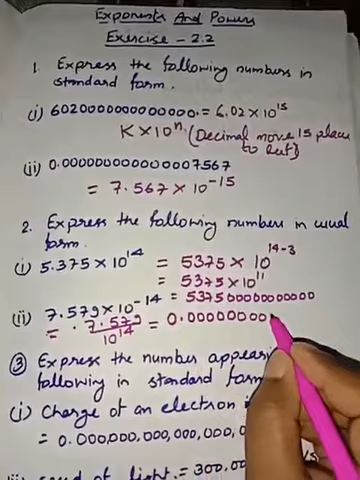 Exponents And Powers
Exercise - 2.2
1. Express the following numbers in
standard form.
(i) 6020000000000000. = 6.02 × 10^15
K × 10^n (Decimal move 15 place
to left)
(ii) 0.000000000000007567
= 7.567 × 10^-15
2. Express the following numbers in usual
form.
(i) 5.375 × 10^14 = 5375 × 10^14-3
= 5375 × 10^11
= 537500000000000
(ii) 7.579 × 10^-14
= 7.579/10^14 = 0.00000000
③ Express the number
following in standard form
(i) Charge of an electron
= 0.000,000,000,000,000,
of light = 300,00